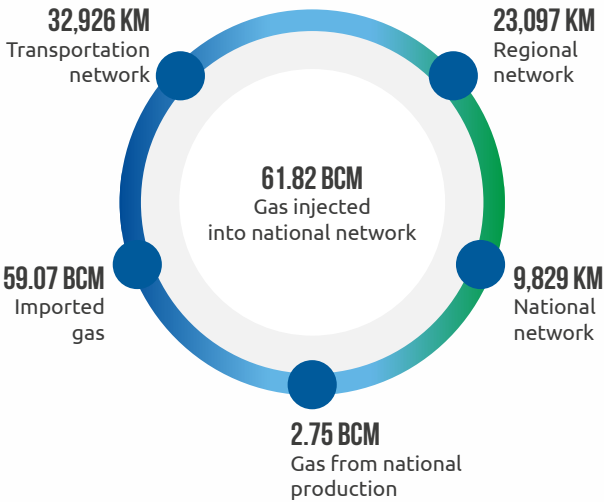 32,926 KM
Transportation
network
23,097 KM
Regional
network
61.82 BCM
Gas injected
into national network
59.07 BCM
Imported
gas
9,829 KM
National
network
2.75 BCM
Gas from national
production